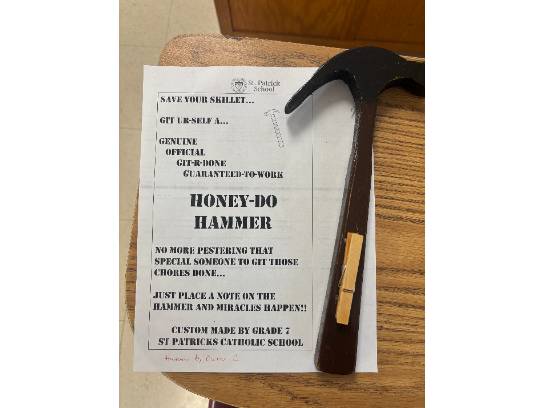 St. Patrick
School
SAVE YOUR SKILLET...
GIT UR-SELF A...
GENUINE
OFFICIAL
GIT-R-DONE
GUARANTEED-TO-WORK
HONEY-DO
HAMMER
NO MORE PESTERING THAT
SPECIAL SOMEONE TO GIT THOSE
CHORES DONE...
JUST PLACE A NOTE ON THE
HAMMER AND MIRACLES HAPPEN!!
CUSTOM MADE BY GRADE 7
ST PATRICKS CATHOLIC SCHOOL